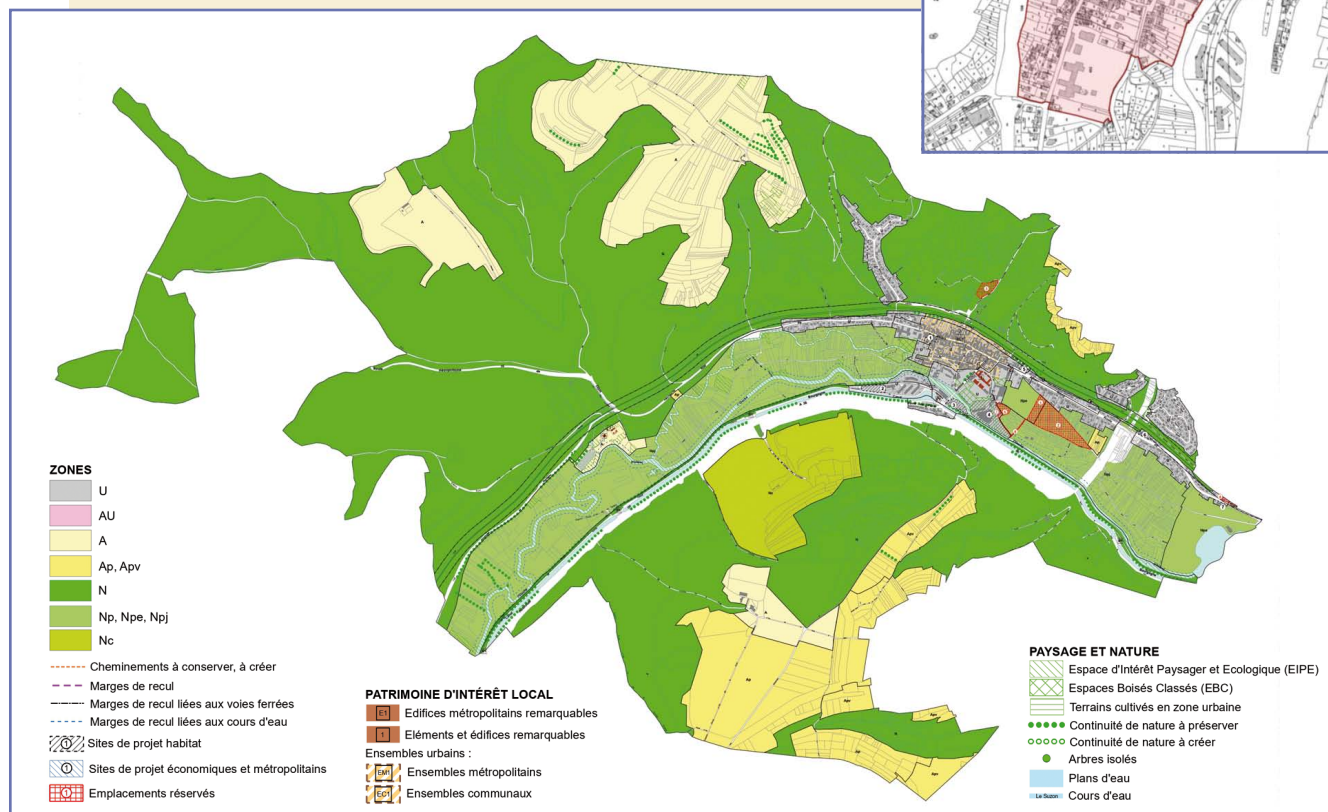 ZONES
U
AU
A
Ap, Apv
N
Np, Npe, Npj
Nc
Cheminements à conserver, à créer
Marges de recul
Marges de recul liées aux voies ferrées
Marges de recul liées aux cours d'eau
1 Sites de projet habitat
1 Sites de projet économiques et métropolitains
1 Emplacements réservés
PATRIMOINE D'INTÉRÊT LOCAL
E1 Edifices métropolitains remarquables
1 Eléments et édifices remarquables
Ensembles urbains :
EM1 Ensembles métropolitains
EC1 Ensembles communaux
PAYSAGE ET NATURE
Espace d'Intérêt Paysager et Ecologique (EIPE)
Espaces Boisés Classés (EBC)
Terrains cultivés en zone urbaine
Continuité de nature à préserver
Continuité de nature à créer
Arbres isolés
Plans d'eau
Le Suzon Cours d'eau